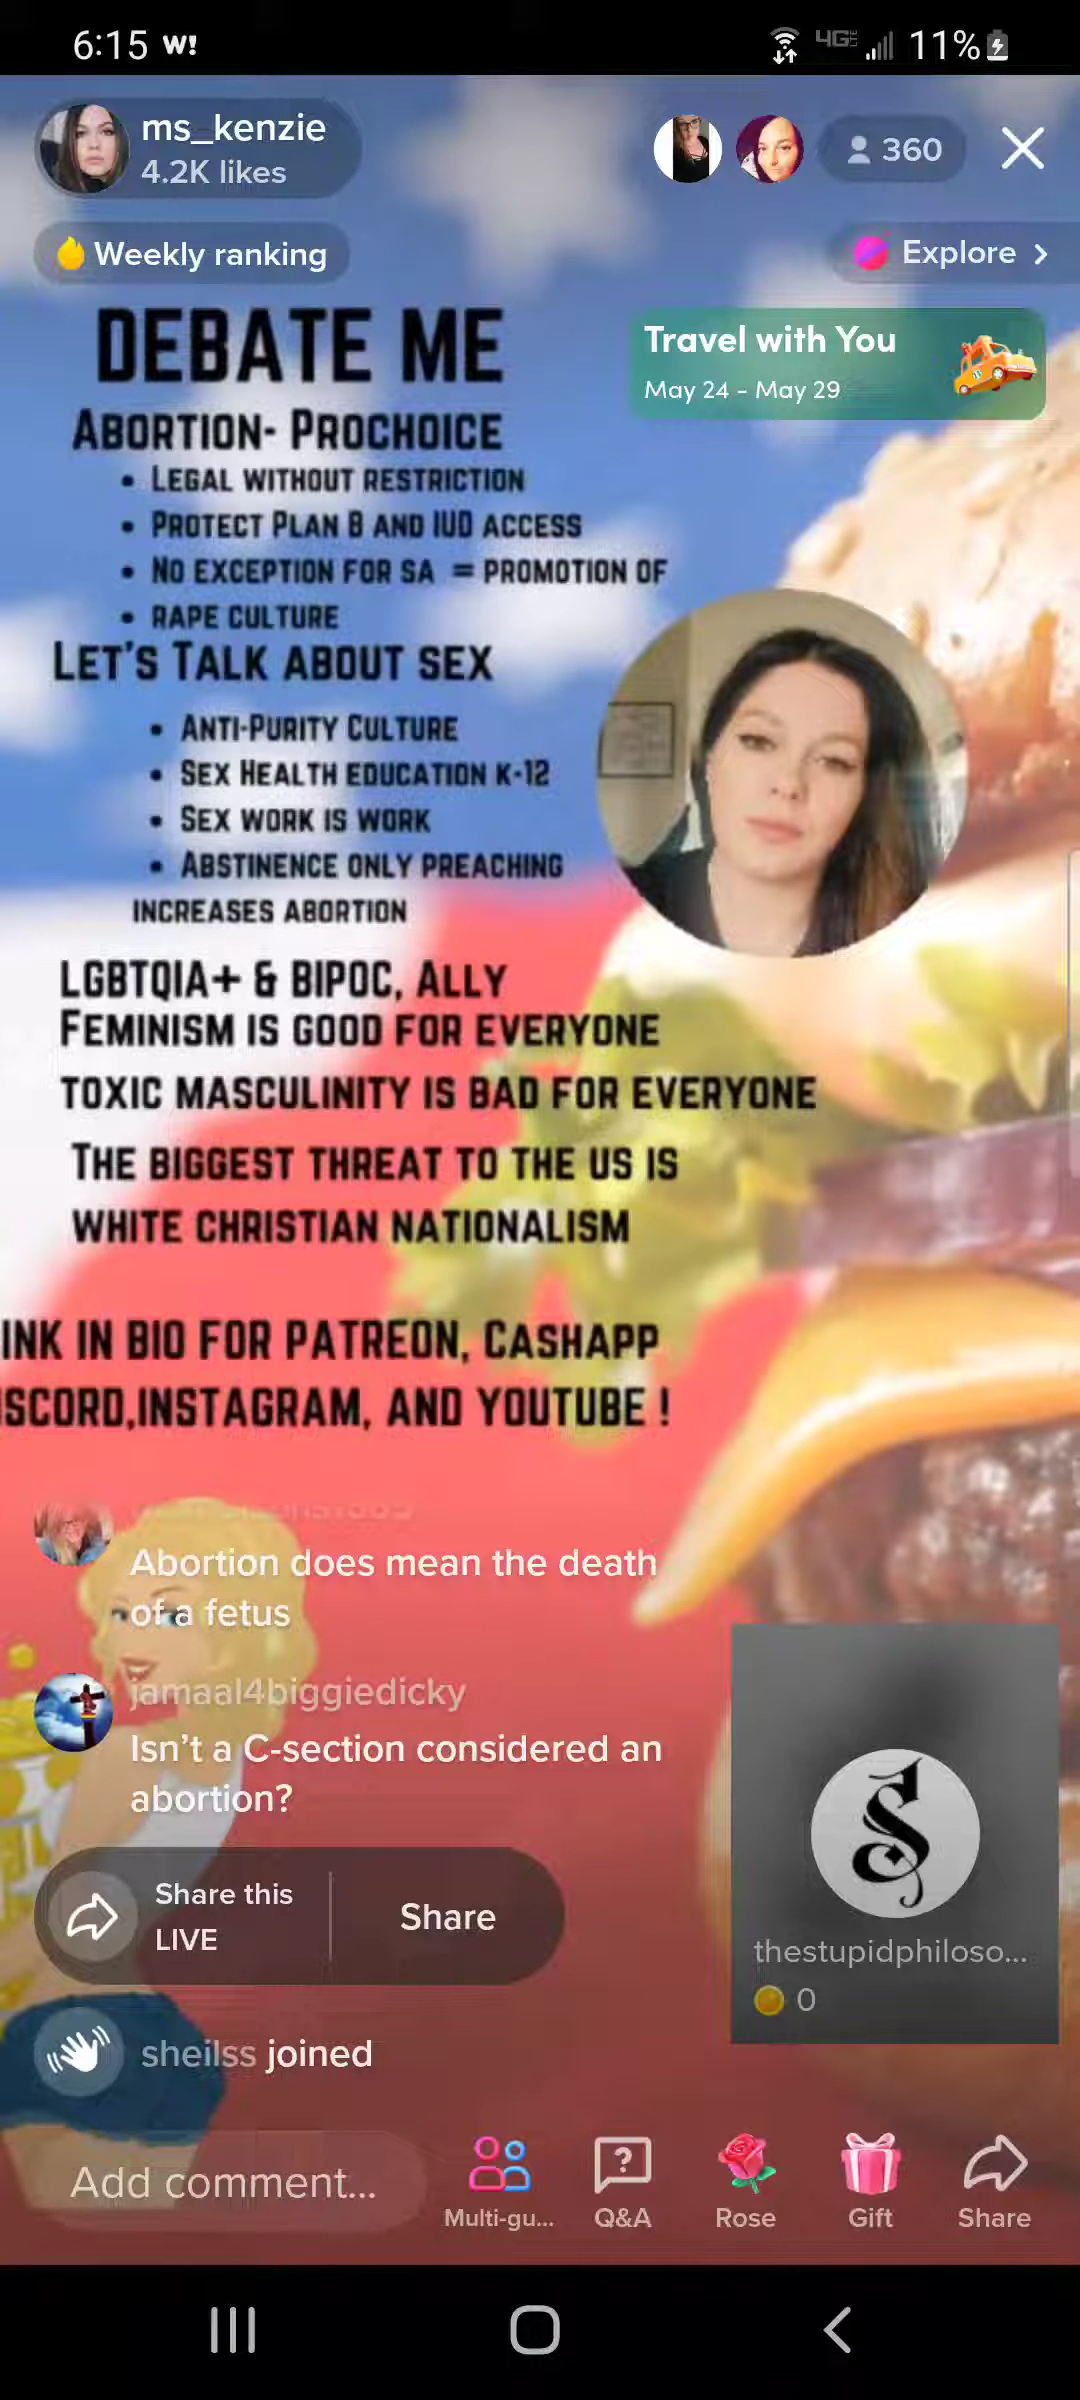 6:15 W! 4G LTE 11%
ms_kenzie
4.2K likes
360
Weekly ranking
Explore >
DEBATE ME
Travel with You
May 24 - May 29
ABORTION- PROCHOICE
• LEGAL WITHOUT RESTRICTION
• PROTECT PLAN B AND IUD ACCESS
• NO EXCEPTION FOR SA = PROMOTION OF
• RAPE CULTURE
LET'S TALK ABOUT SEX
• ANTI-PURITY CULTURE
• SEX HEALTH EDUCATION K-12
• SEX WORK IS WORK
• ABSTINENCE ONLY PREACHING
INCREASES ABORTION
LGBTQIA+ & BIPOC, ALLY
FEMINISM IS GOOD FOR EVERYONE
TOXIC MASCULINITY IS BAD FOR EVERYONE
THE BIGGEST THREAT TO THE US IS
WHITE CHRISTIAN NATIONALISM
INK IN BIO FOR PATREON, CASHAPP
ISCORD,INSTAGRAM, AND YOUTUBE !
Abortion does mean the death
of a fetus
jamaal4biggiedicky
Isn't a C-section considered an
abortion?
Share this
LIVE
Share
thestupidphiloso...
0
sheilss joined
Add comment...
Multi-gu...
Q&A
Rose
Gift
Share